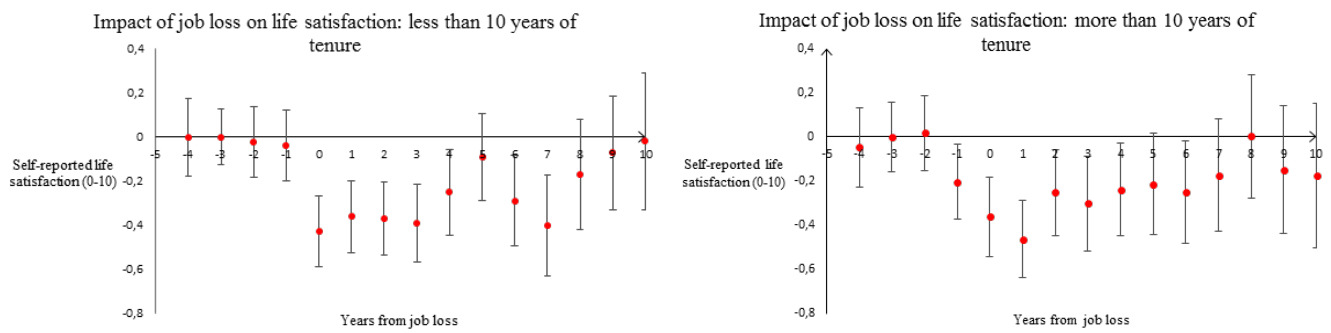 Impact of job loss on life satisfaction: less than 10 years of
tenure
0,4
0,2
0
-5 -4 -3 -2 -1 0 1 2 3 4 5 6 7 8 9 10
Self-reported life
satisfaction (0-10)
-0,2
-0,4
-0,6
-0,8
Years from job loss
Impact of job loss on life satisfaction: more than 10 years of
tenure
0,4
0,2
0
-5 -4 -3 -2 -1 0 1 2 3 4 5 6 7 8 9 10
Self-reported life
satisfaction (0-10)
-0,2
-0,4
-0,6
-0,8
Years from job loss